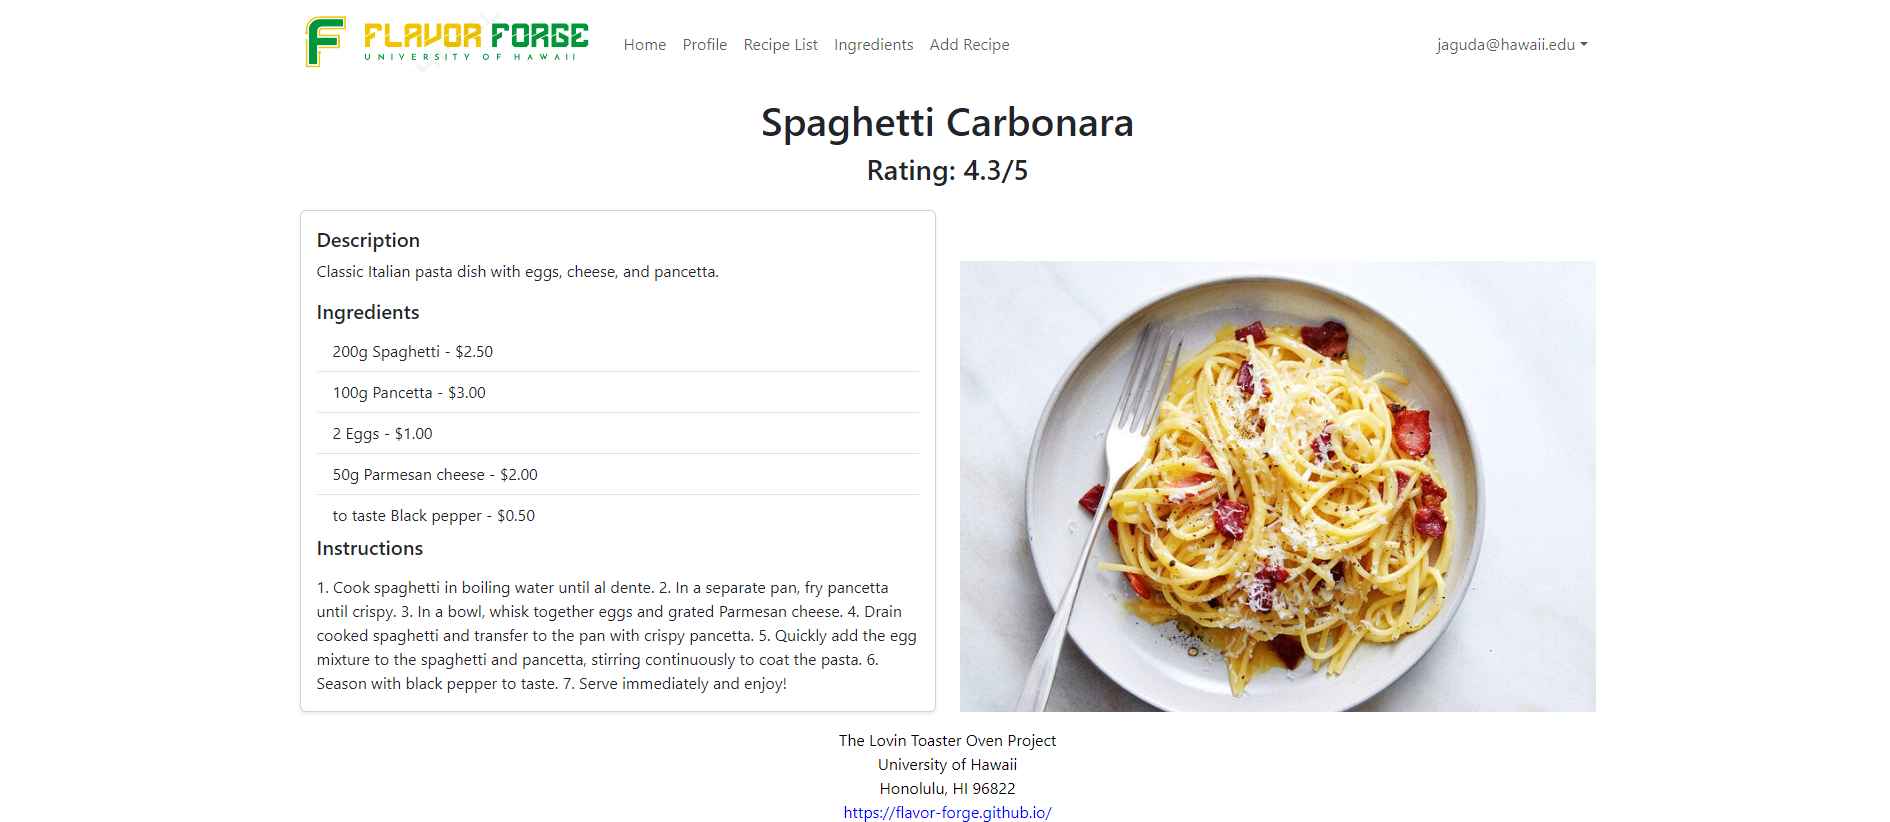 FLAVOR FORGE
UNIVERSITY OF HAWAII
Home Profile Recipe List Ingredients Add Recipe
jaguda@hawaii.edu
Spaghetti Carbonara
Rating: 4.3/5
Description
Classic Italian pasta dish with eggs, cheese, and pancetta.
Ingredients
200g Spaghetti - $2.50
100g Pancetta - $3.00
2 Eggs - $1.00
50g Parmesan cheese - $2.00
to taste Black pepper - $0.50
Instructions
1. Cook spaghetti in boiling water until al dente. 2. In a separate pan, fry pancetta
until crispy. 3. In a bowl, whisk together eggs and grated Parmesan cheese. 4. Drain
cooked spaghetti and transfer to the pan with crispy pancetta. 5. Quickly add the egg
mixture to the spaghetti and pancetta, stirring continuously to coat the pasta. 6.
Season with black pepper to taste. 7. Serve immediately and enjoy!
The Lovin Toaster Oven Project
University of Hawaii
Honolulu, HI 96822
https://flavor-forge.github.io/